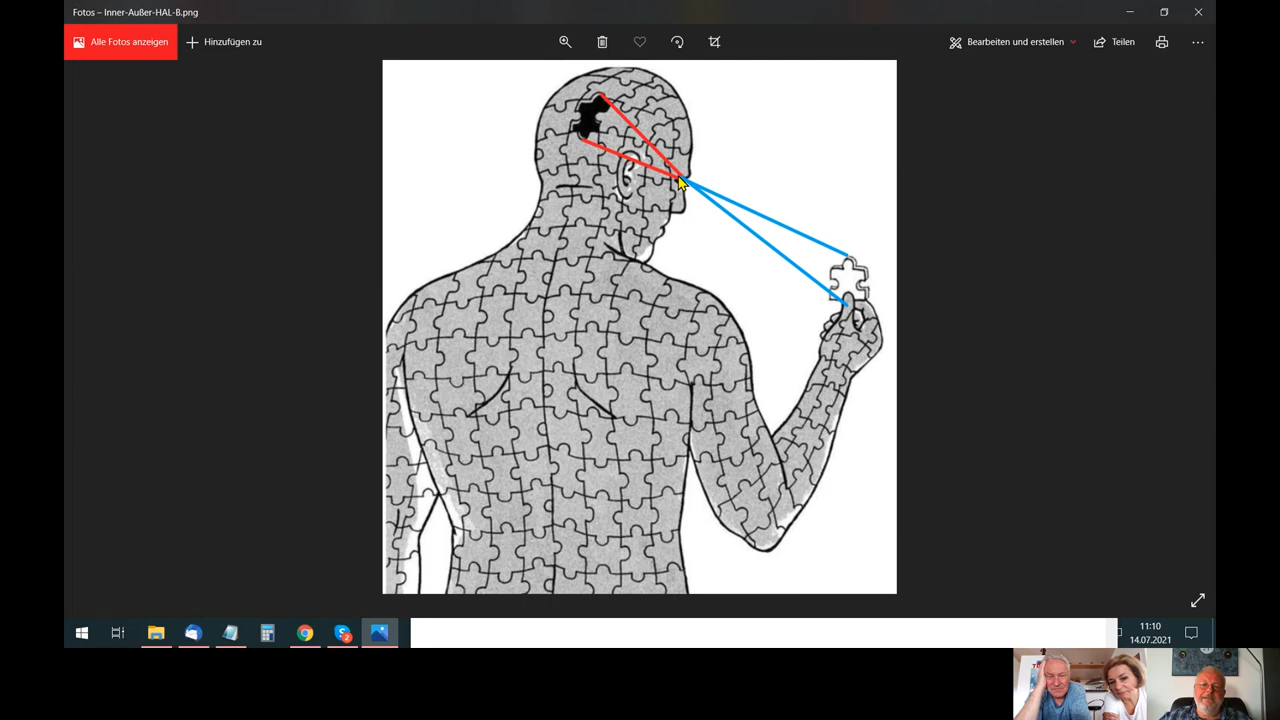 Fotos – Inner-Außer-HAL-B.png
Alle Fotos anzeigen
Hinzufügen zu
Bearbeiten und erstellen
Teilen
2
11:10
14.07.2021